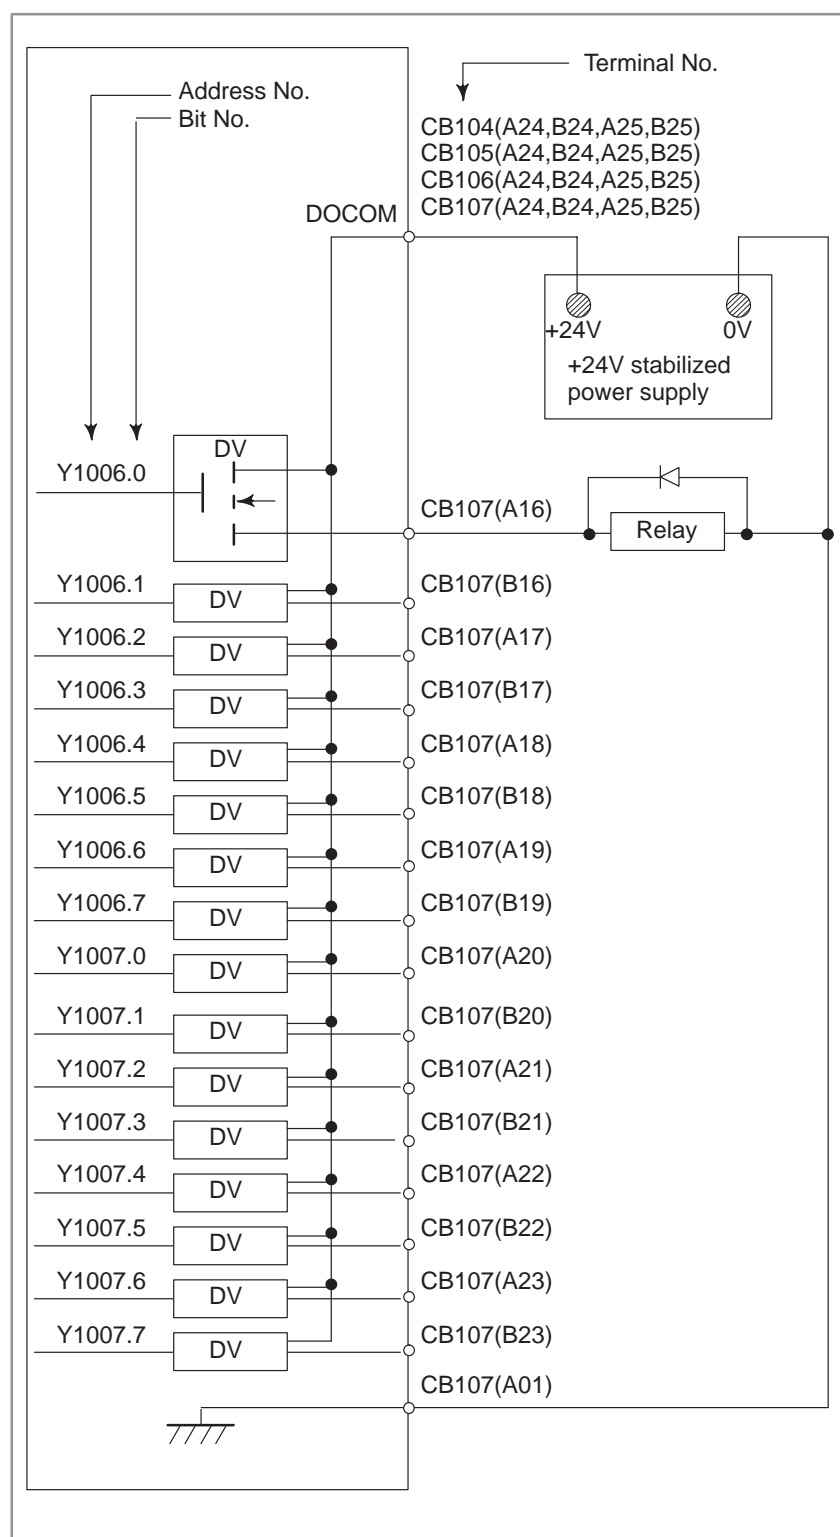 Terminal No.
Address No.
Bit No.
CB104(A24,B24,A25,B25)
CB105(A24,B24,A25,B25)
CB106(A24,B24,A25,B25)
CB107(A24,B24,A25,B25)
DOCOM
+24V
0V
+24V stabilized
power supply
Y1006.0
DV
CB107(A16)
Relay
Y1006.1
DV
CB107(B16)
Y1006.2
DV
CB107(A17)
Y1006.3
DV
CB107(B17)
Y1006.4
DV
CB107(A18)
Y1006.5
DV
CB107(B18)
Y1006.6
DV
CB107(A19)
Y1006.7
DV
CB107(B19)
Y1007.0
DV
CB107(A20)
Y1007.1
DV
CB107(B20)
Y1007.2
DV
CB107(A21)
Y1007.3
DV
CB107(B21)
Y1007.4
DV
CB107(A22)
Y1007.5
DV
CB107(B22)
Y1007.6
DV
CB107(A23)
Y1007.7
DV
CB107(B23)
CB107(A01)